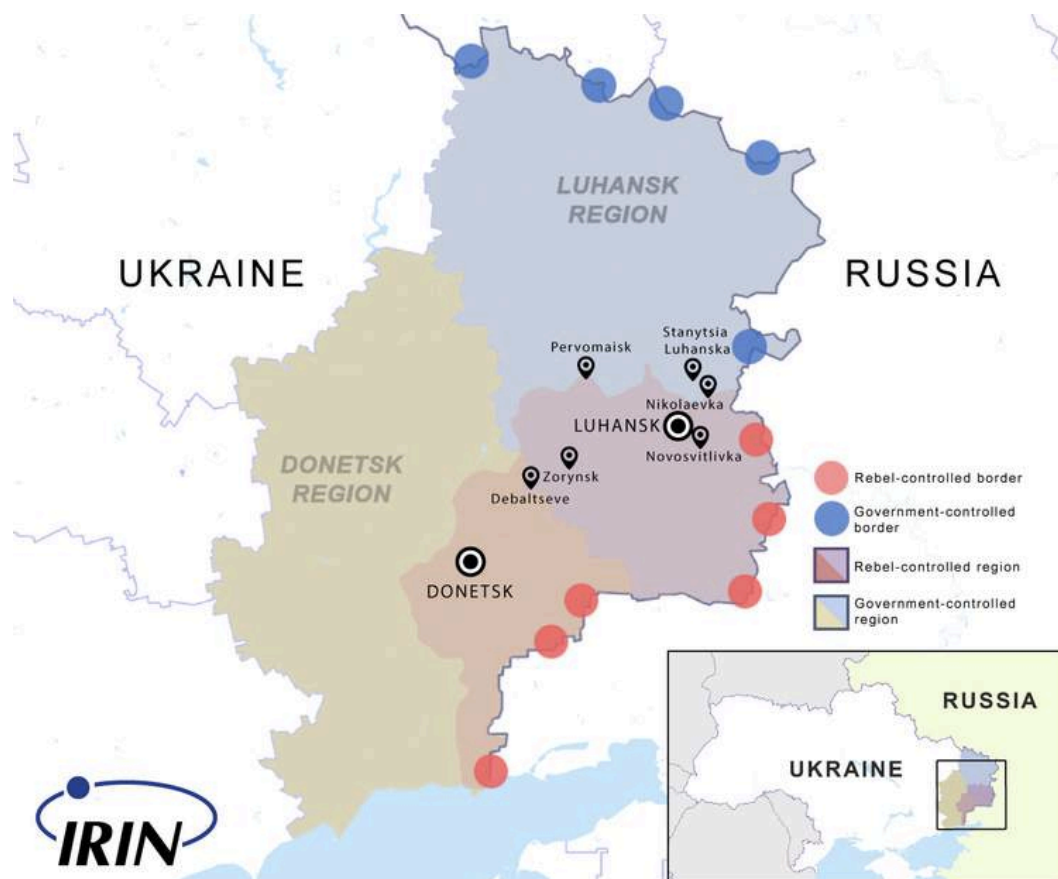 LUHANSK
REGION
UKRAINE
RUSSIA
Pervomaisk
Stanytsia
Luhanska
Nikolaevka
LUHANSK
Novosvitlivka
DONETSK
REGION
Zorynsk
Debaltseve
DONETSK
Rebel-controlled border
Government-controlled
border
Rebel-controlled region
Government-controlled
region
RUSSIA
UKRAINE
IRIN